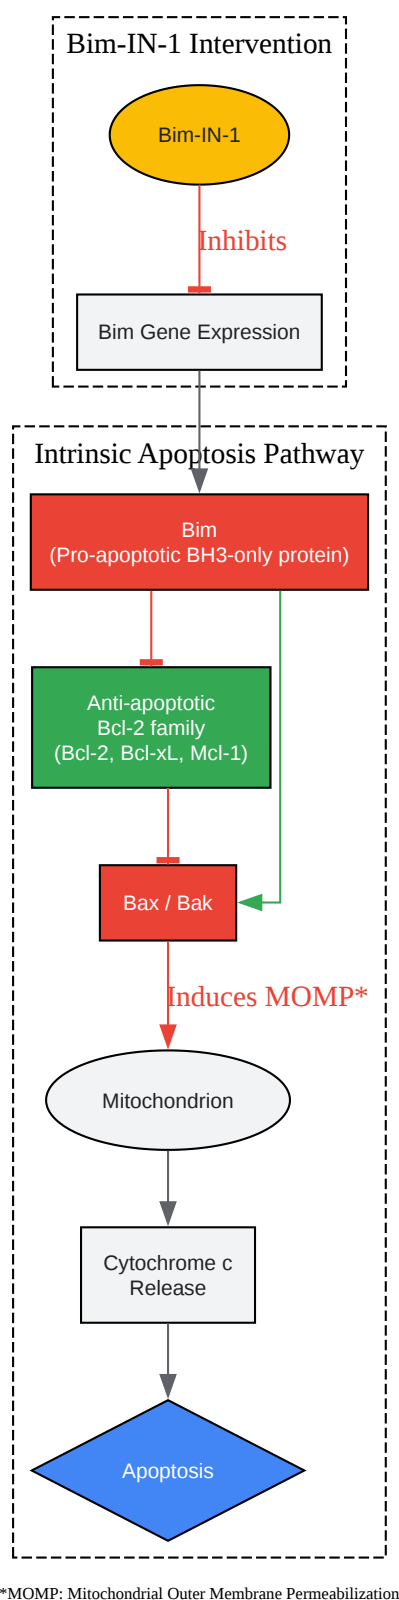 Bim-IN-1 Intervention
Bim-IN-1
Inhibits
Bim Gene Expression
Intrinsic Apoptosis Pathway
Bim
(Pro-apoptotic BH3-only protein)
Anti-apoptotic
Bcl-2 family
(Bcl-2, Bcl-xL, Mcl-1)
Bax / Bak
Induces MOMP*
Mitochondrion
Cytochrome c
Release
Apoptosis
*MOMP: Mitochondrial Outer Membrane Permeabilization